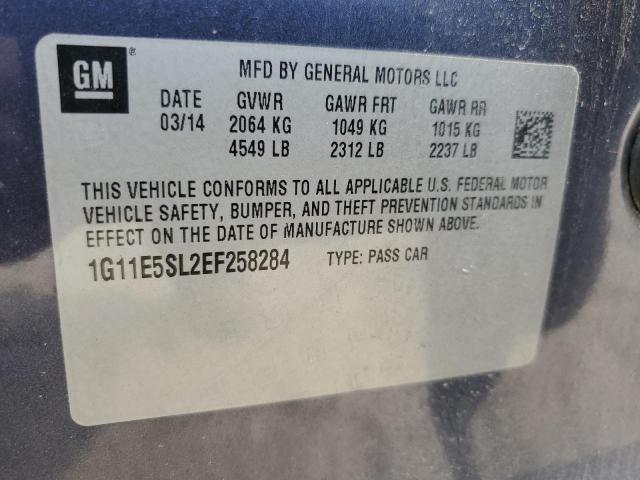 GM ®
MFD BY GENERAL MOTORS LLC
DATE GVWR GAWR FRT GAWR RR
03/14 2064 KG 1049 KG 1015 KG
4549 LB 2312 LB 2237 LB
THIS VEHICLE CONFORMS TO ALL APPLICABLE U.S. FEDERAL MOTOR
VEHICLE SAFETY, BUMPER, AND THEFT PREVENTION STANDARDS IN
EFFECT ON THE DATE OF MANUFACTURE SHOWN ABOVE.
1G11E5SL2EF258284 TYPE: PASS CAR